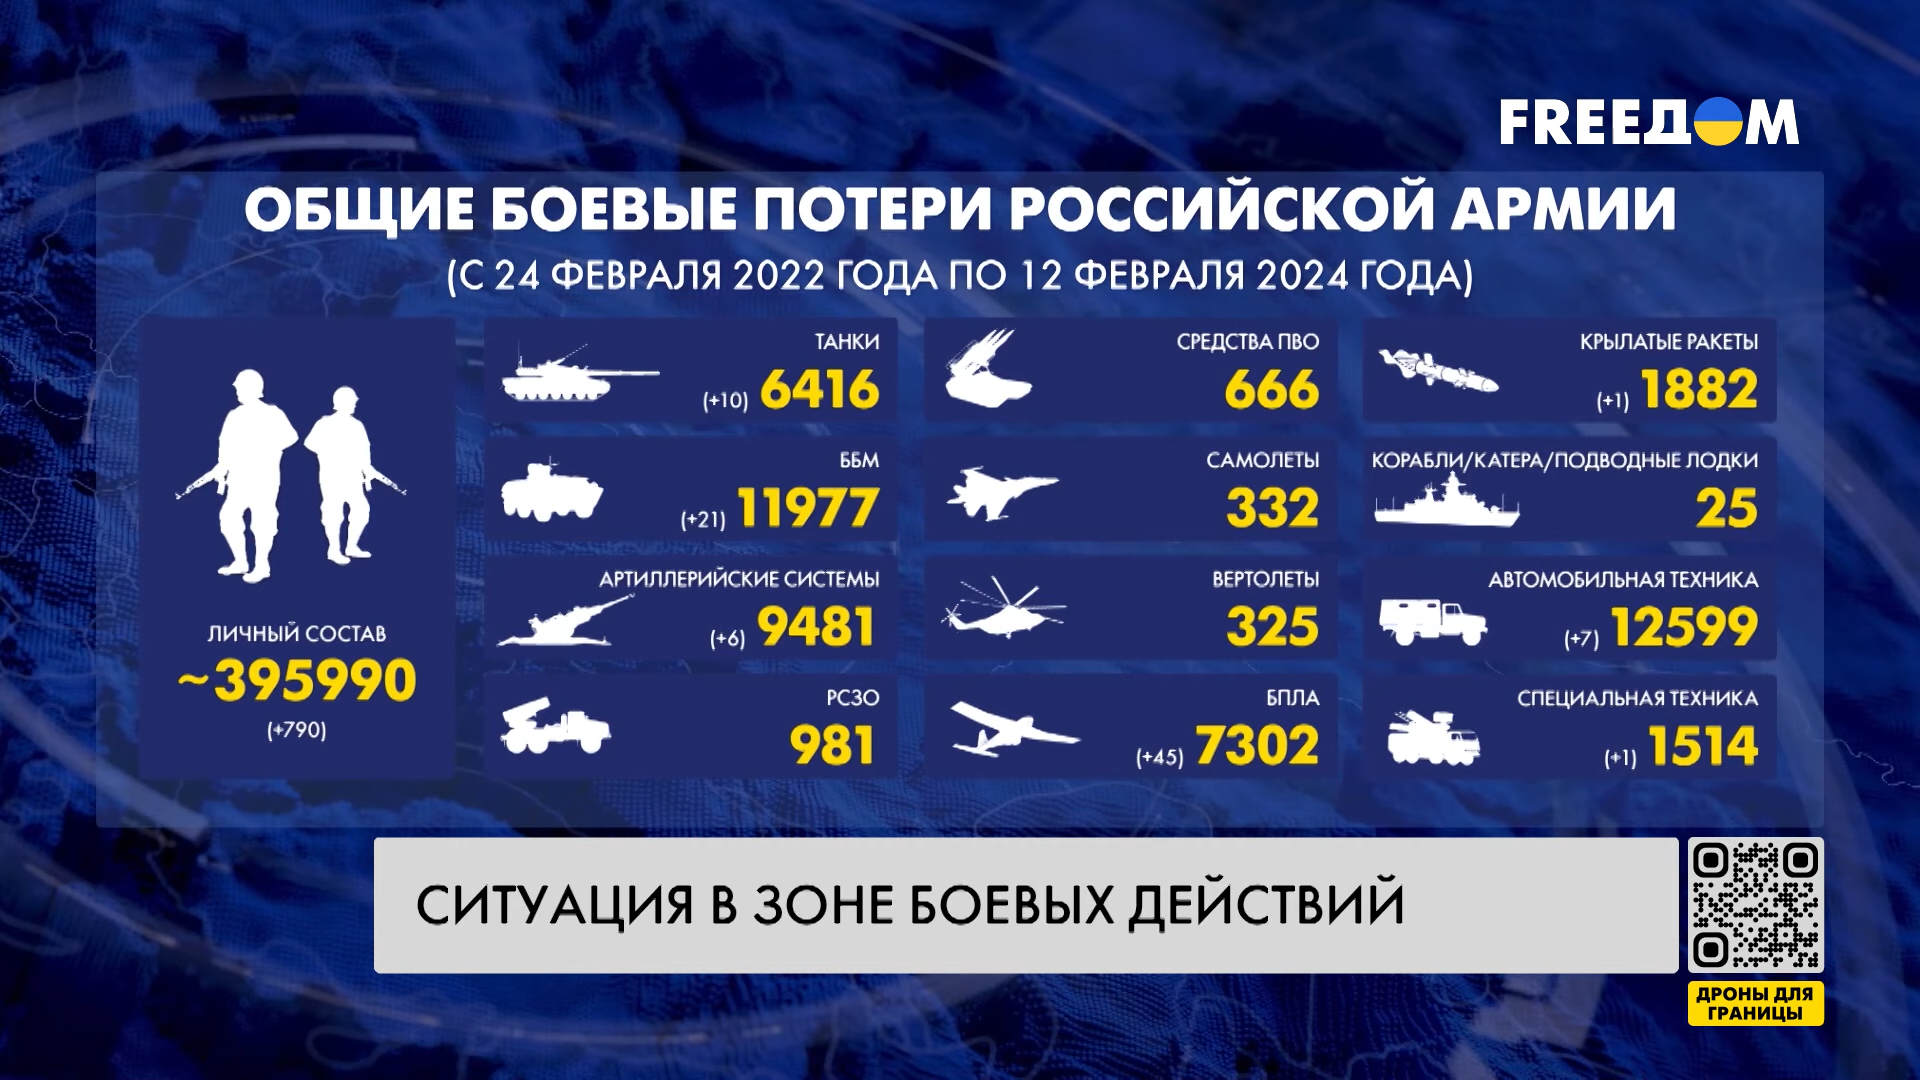 FREEДOM
ОБЩИЕ БОЕВЫЕ ПОТЕРИ РОССИЙСКОЙ АРМИИ
(С 24 ФЕВРАЛЯ 2022 ГОДА ПО 12 ФЕВРАЛЯ 2024 ГОДА)
ЛИЧНЫЙ СОСТАВ
~395990
(+790)
ТАНКИ
(+10) 6416
ББМ
(+21) 11977
АРТИЛЛЕРИЙСКИЕ СИСТЕМЫ
(+6) 9481
РСЗО
981
СРЕДСТВА ПВО
666
САМОЛЕТЫ
332
ВЕРТОЛЕТЫ
325
БПЛА
(+45) 7302
КРЫЛАТЫЕ РАКЕТЫ
(+1) 1882
КОРАБЛИ/КАТЕРА/ПОДВОДНЫЕ ЛОДКИ
25
АВТОМОБИЛЬНАЯ ТЕХНИКА
(+7) 12599
СПЕЦИАЛЬНАЯ ТЕХНИКА
(+1) 1514
СИТУАЦИЯ В ЗОНЕ БОЕВЫХ ДЕЙСТВИЙ
ДРОНЫ ДЛЯ
ГРАНИЦЫ